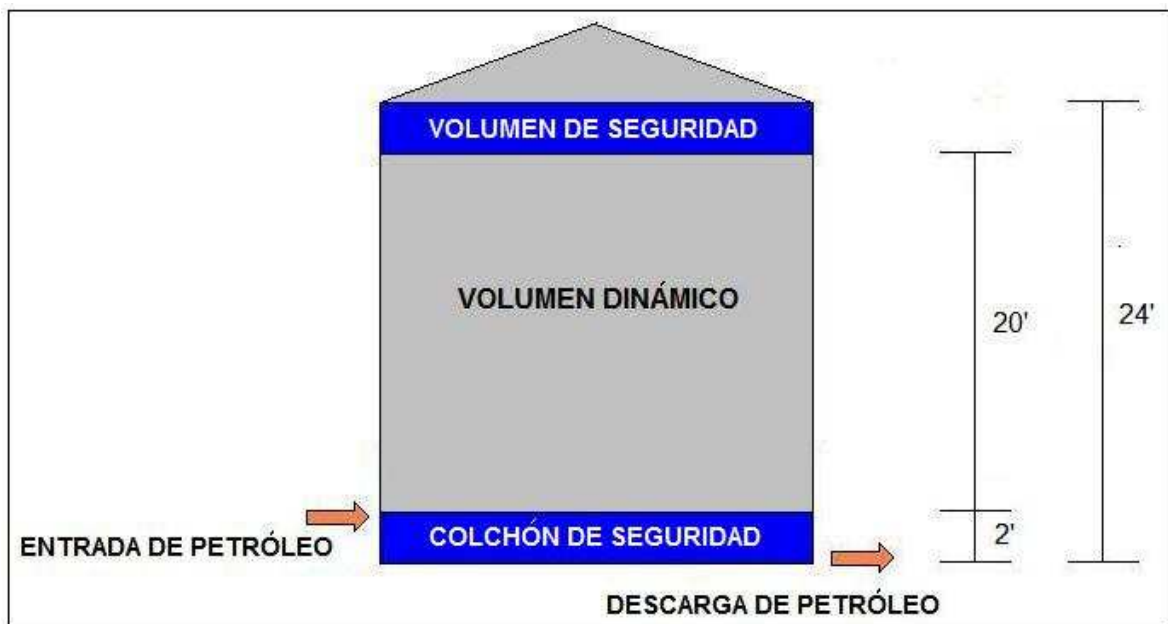 VOLUMEN DE SEGURIDAD
VOLUMEN DINÁMICO
20'
24'
ENTRADA DE PETRÓLEO
COLCHÓN DE SEGURIDAD
2'
DESCARGA DE PETRÓLEO